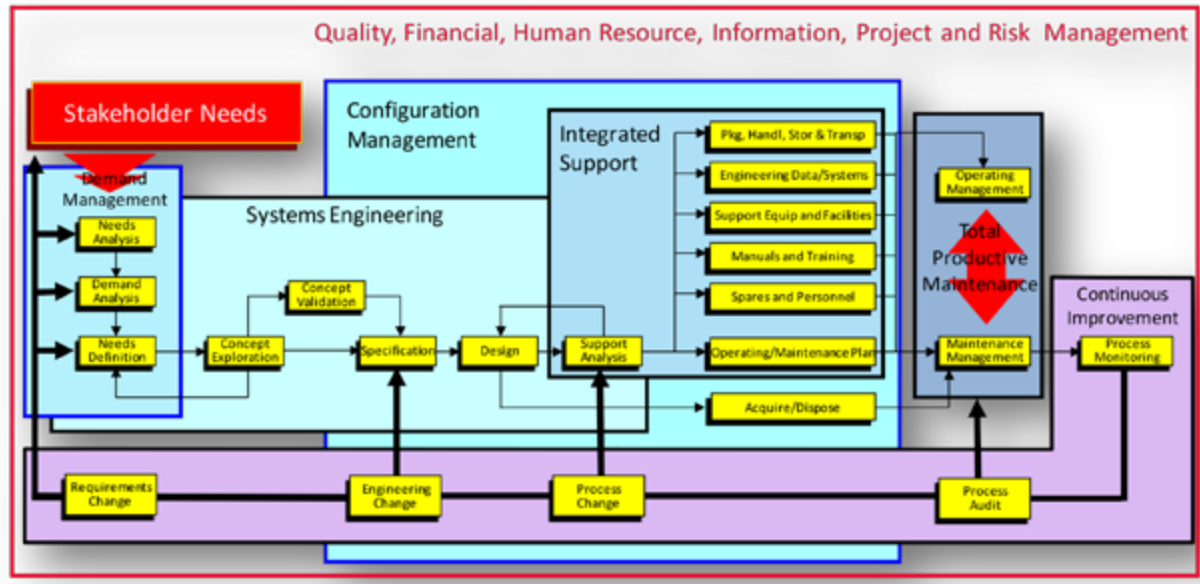 Quality, Financial, Human Resource, Information, Project and Risk Management
Stakeholder Needs
Configuration
Management
Integrated
Support
Pkg, Handl, Stor & Transp
Engineering Data/Systems
Support Equip and Facilities
Manuals and Training
Spares and Personnel
Operating/Maintenance Plan
Acquire/Dispose
Demand
Management
Needs
Analysis
Demand
Analysis
Needs
Definition
Systems Engineering
Concept
Exploration
Concept
Validation
Specification
Design
Support
Analysis
Operating
Management
Total
Productive
Maintenance
Maintenance
Management
Continuous
Improvement
Process
Monitoring
Requirements
Change
Engineering
Change
Process
Change
Process
Audit